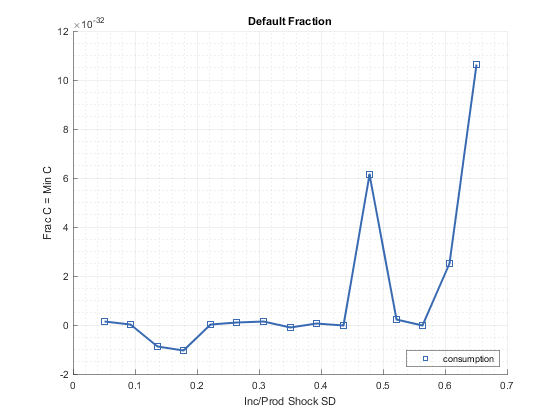 Default Fraction
×10-32
12
10
8
6
4
2
0
-2
Frac C = Min C
0 0.1 0.2 0.3 0.4 0.5 0.6 0.7
Inc/Prod Shock SD
consumption